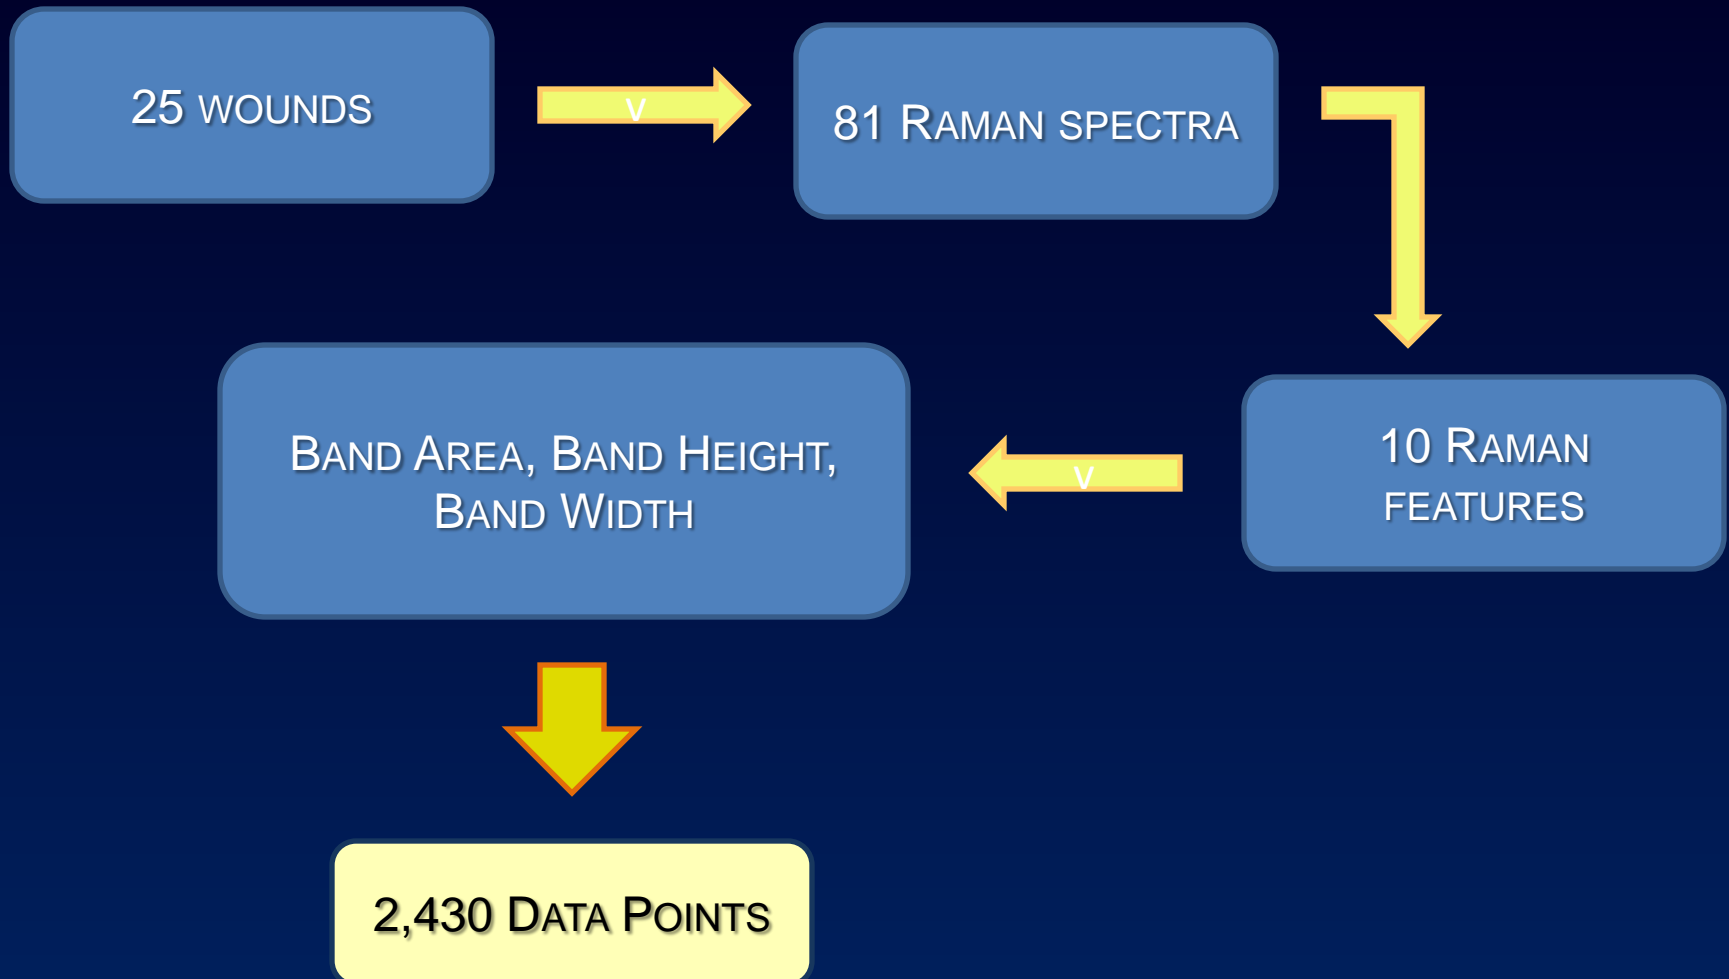 25 WOUNDS
V
81 RAMAN SPECTRA
10 RAMAN
FEATURES
V
BAND AREA, BAND HEIGHT,
BAND WIDTH
2,430 DATA POINTS